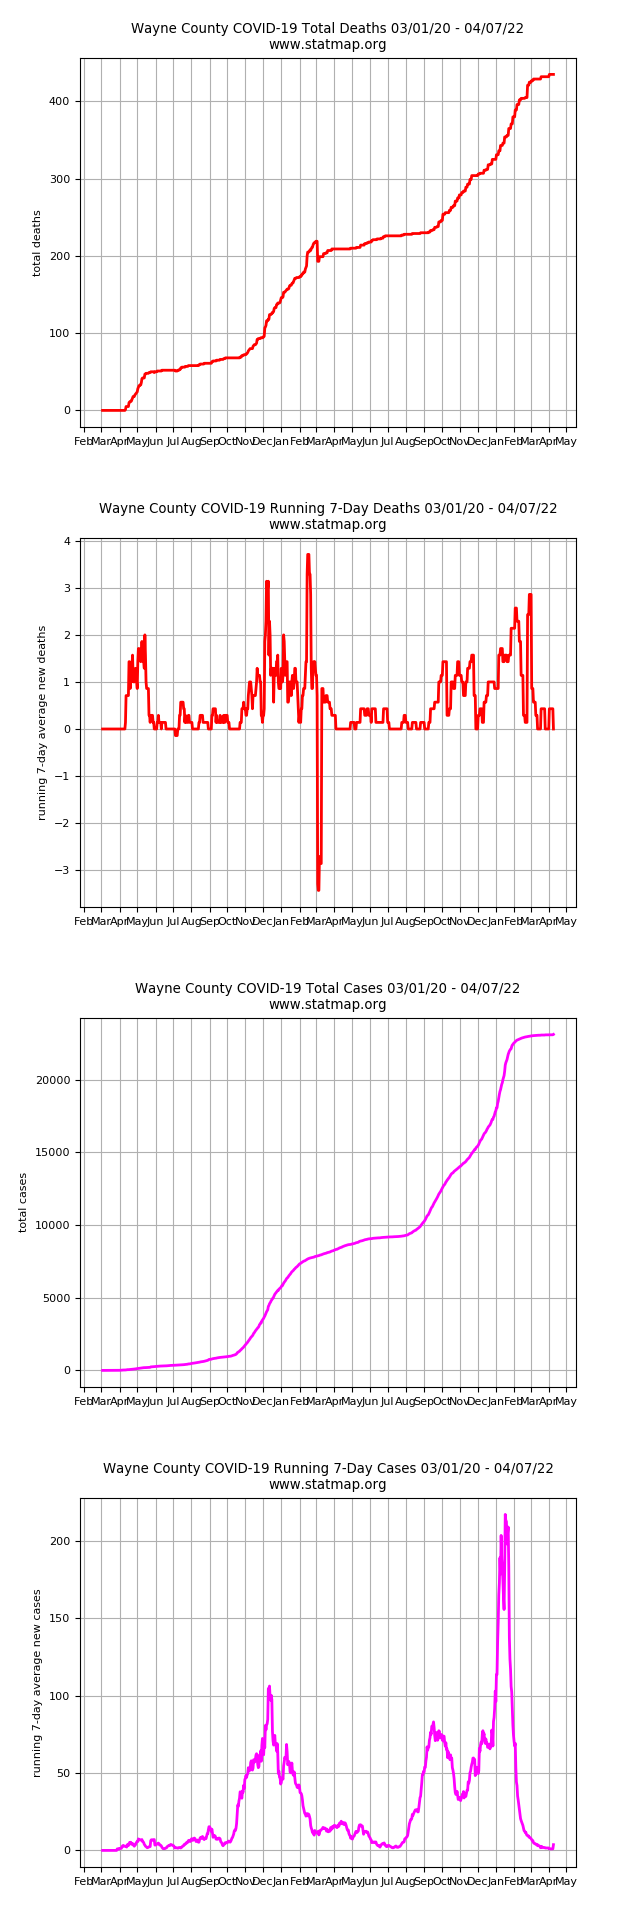 Wayne County COVID-19 Total Deaths 03/01/20 - 04/07/22
www.statmap.org
400
300
200
100
0
total deaths
Feb Mar Apr May Jun Jul Aug Sep Oct Nov Dec Jan Feb Mar Apr May Jun Jul Aug Sep Oct Nov Dec Jan Feb Mar Apr May
Wayne County COVID-19 Running 7-Day Deaths 03/01/20 - 04/07/22
www.statmap.org
4
3
2
1
0
−1
−2
−3
running 7-day average new deaths
Feb Mar Apr May Jun Jul Aug Sep Oct Nov Dec Jan Feb Mar Apr May Jun Jul Aug Sep Oct Nov Dec Jan Feb Mar Apr May
Wayne County COVID-19 Total Cases 03/01/20 - 04/07/22
www.statmap.org
20000
15000
10000
5000
0
total cases
Feb Mar Apr May Jun Jul Aug Sep Oct Nov Dec Jan Feb Mar Apr May Jun Jul Aug Sep Oct Nov Dec Jan Feb Mar Apr May
Wayne County COVID-19 Running 7-Day Cases 03/01/20 - 04/07/22
www.statmap.org
200
150
100
50
0
running 7-day average new cases
Feb Mar Apr May Jun Jul Aug Sep Oct Nov Dec Jan Feb Mar Apr May Jun Jul Aug Sep Oct Nov Dec Jan Feb Mar Apr May